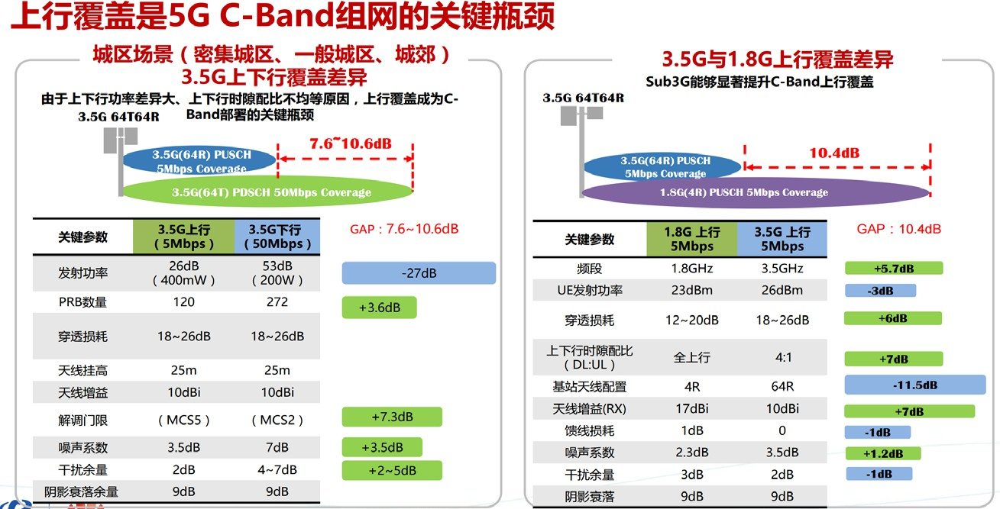 上行覆盖是5G C-Band组网的关键瓶颈
城区场景（密集城区、一般城区、城郊）
3.5G上下行覆盖差异
由于上下行功率差异大、上下行时隙配比不均等原因，上行覆盖成为C-
Band部署的关键瓶颈
3.5G 64T64R
7.6~10.6dB
3.5G(64R) PUSCH
5Mbps Coverage
3.5G(64T) PDSCH 50Mbps Coverage
关键参数 3.5G上行（5Mbps） 3.5G下行（50Mbps） GAP：7.6~10.6dB
发射功率 26dB（400mW） 53dB（200W） -27dB
PRB数量 120 272 +3.6dB
穿透损耗 18~26dB 18~26dB
天线挂高 25m 25m
天线增益 10dBi 10dBi
解调门限 （MCS5） （MCS2） +7.3dB
噪声系数 3.5dB 7dB +3.5dB
干扰余量 2dB 4~7dB +2~5dB
阴影衰落余量 9dB 9dB
3.5G与1.8G上行覆盖差异
Sub3G能够显著提升C-Band上行覆盖
3.5G 64T64R
10.4dB
3.5G(64R) PUSCH
5Mbps Coverage
1.8G(4R) PUSCH 5Mbps Coverage
关键参数 1.8G 上行 5Mbps 3.5G 上行 5Mbps GAP：10.4dB
频段 1.8GHz 3.5GHz +5.7dB
UE发射功率 23dBm 26dBm -3dB
穿透损耗 12~20dB 18~26dB +6dB
上下行时隙配比（DL:UL） 全上行 4:1 +7dB
基站天线配置 4R 64R -11.5dB
天线增益(RX) 17dBi 10dBi +7dB
馈线损耗 1dB 0 -1dB
噪声系数 2.3dB 3.5dB +1.2dB
干扰余量 3dB 2dB -1dB
阴影衰落 9dB 9dB